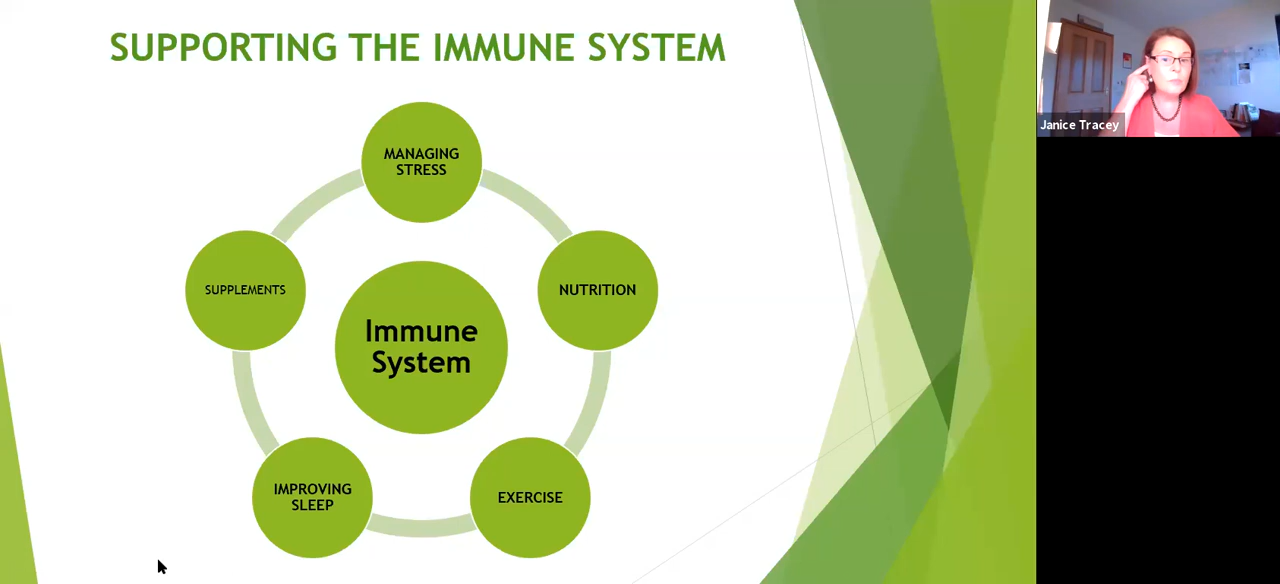 SUPPORTING THE IMMUNE SYSTEM
MANAGING
STRESS
NUTRITION
EXERCISE
IMPROVING
SLEEP
SUPPLEMENTS
Immune
System
Janice Tracey